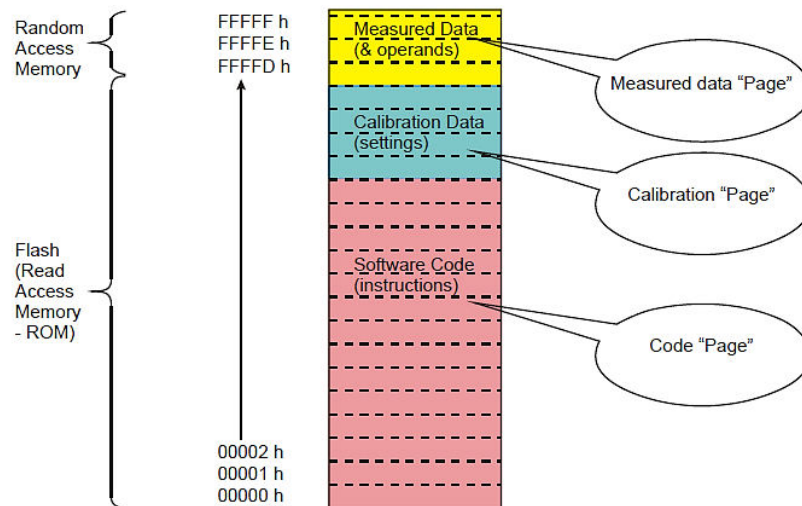 Random
Access
Memory
Flash
(Read
Access
Memory
- ROM)
FFFFF h
FFFFE h
FFFFD h
00002 h
00001 h
00000 h
Measured Data
(& operands)
Calibration Data
(settings)
Software Code
(instructions)
Measured data “Page”
Calibration “Page”
Code “Page”